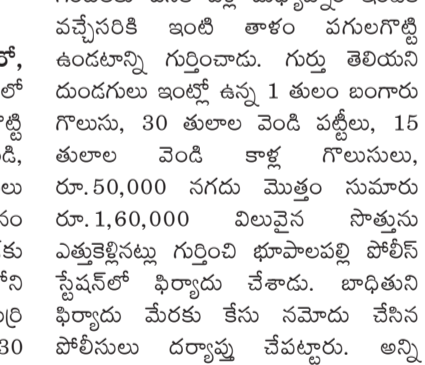 వచ్చేసరికి ఇంటి తాళం పగులగొట్టి
ఉండటాన్ని గుర్తించాడు. గుర్తు తెలియని
దుండగులు ఇంట్లో ఉన్న 1 తులం బంగారు
గొలుసు, 30 తులాల వెండి పట్టీలు, 15
తులాల వెండి కాళ్ల గొలుసులు,
రూ.50,000 నగదు మొత్తం సుమారు
రూ.1,60,000 విలువైన సొత్తును
ఎత్తుకెళ్లినట్లు గుర్తించి భూపాలపల్లి పోలీస్
స్టేషన్‌లో ఫిర్యాదు చేశాడు. బాధితుని
ఫిర్యాదు మేరకు కేసు నమోదు చేసిన
30 పోలీసులు దర్యాప్తు చేపట్టారు. అన్ని